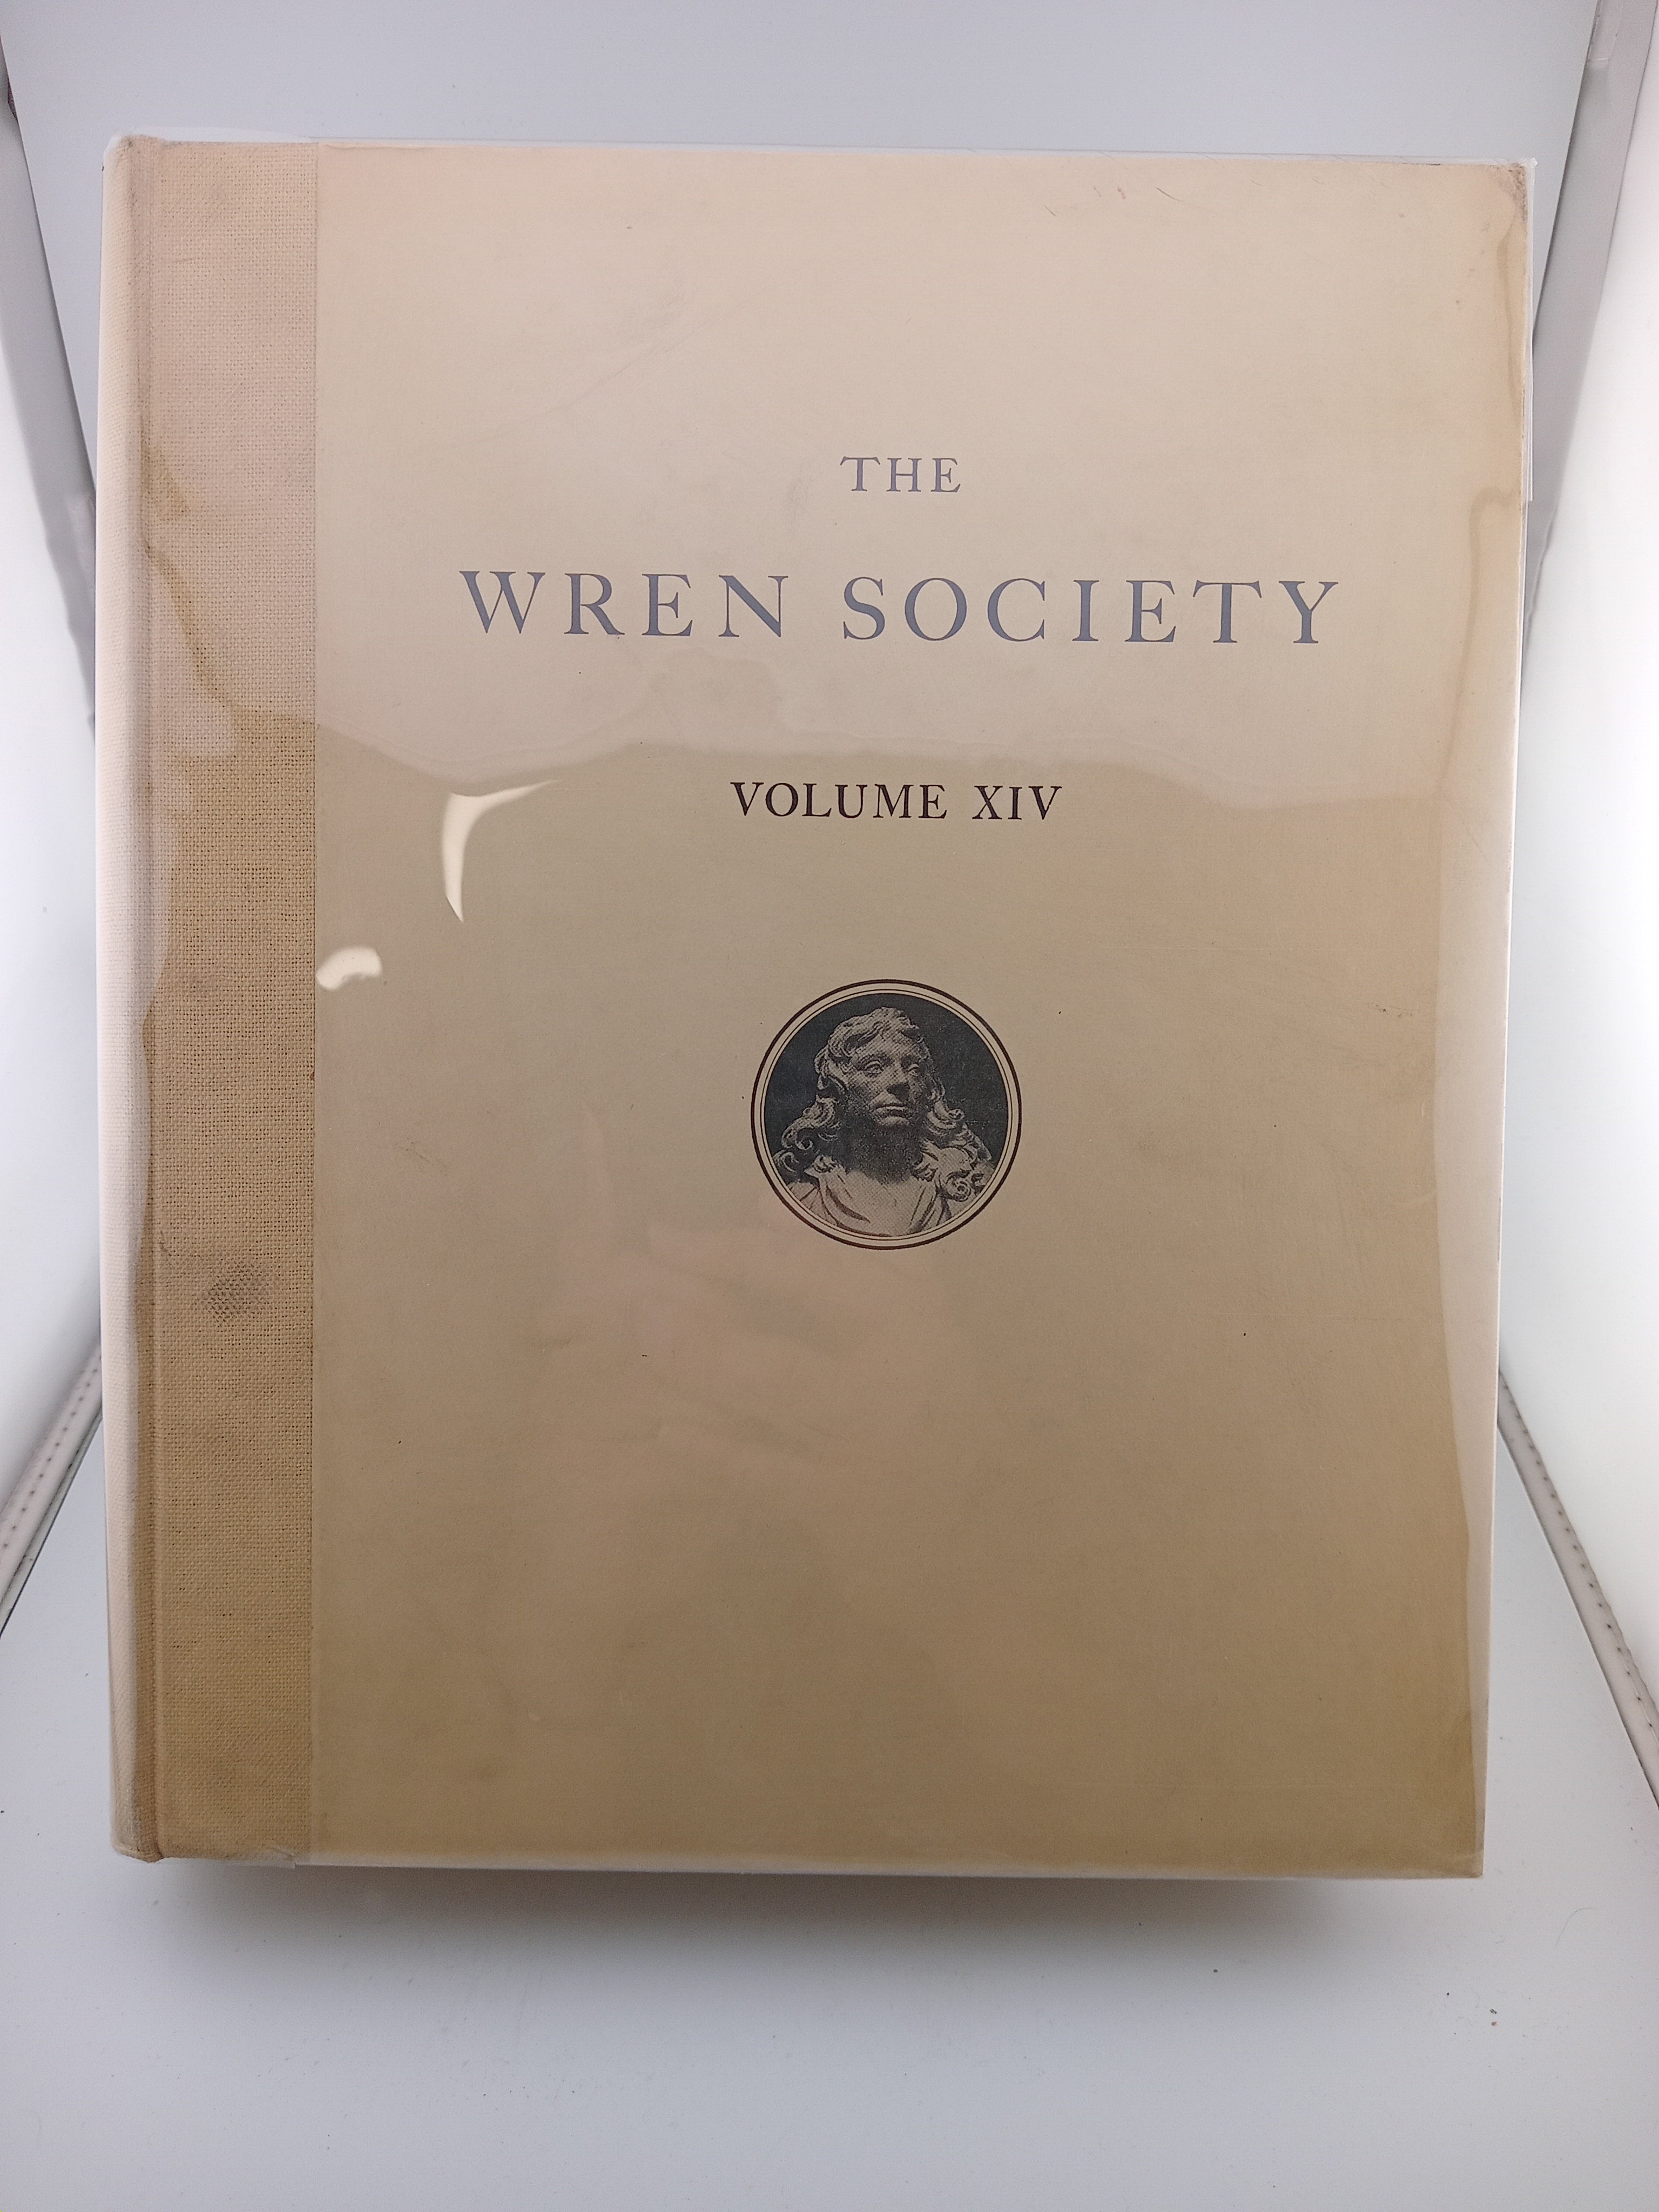 THE
WREN SOCIETY
VOLUME XIV